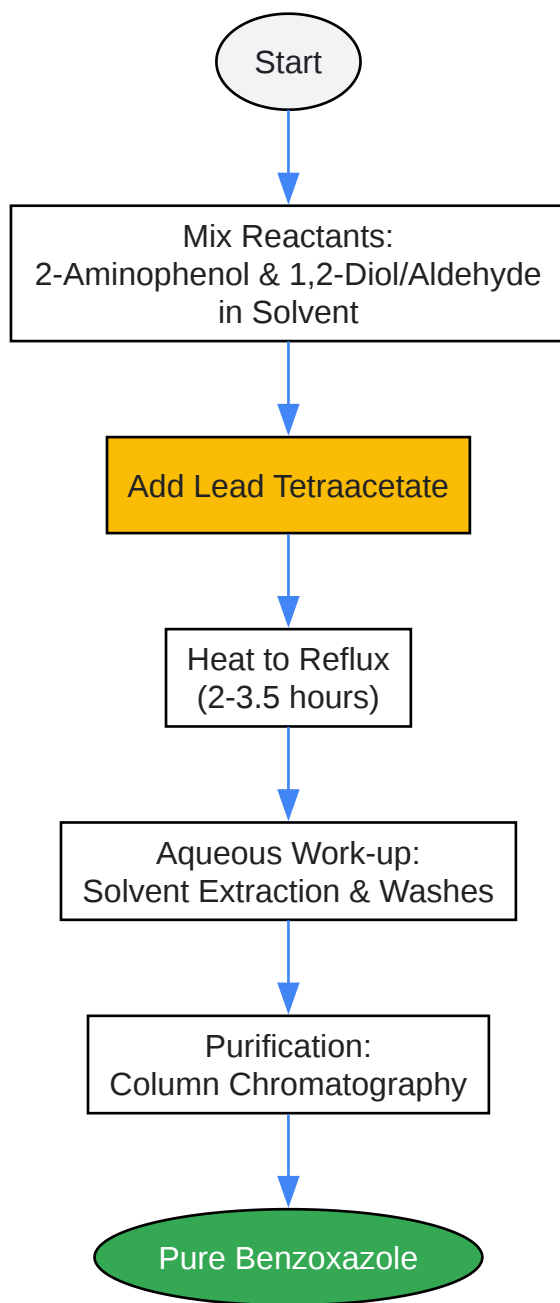 Start
Mix Reactants:
2-Aminophenol & 1,2-Diol/Aldehyde
in Solvent
Add Lead Tetraacetate
Heat to Reflux
(2-3.5 hours)
Aqueous Work-up:
Solvent Extraction & Washes
Purification:
Column Chromatography
Pure Benzoxazole